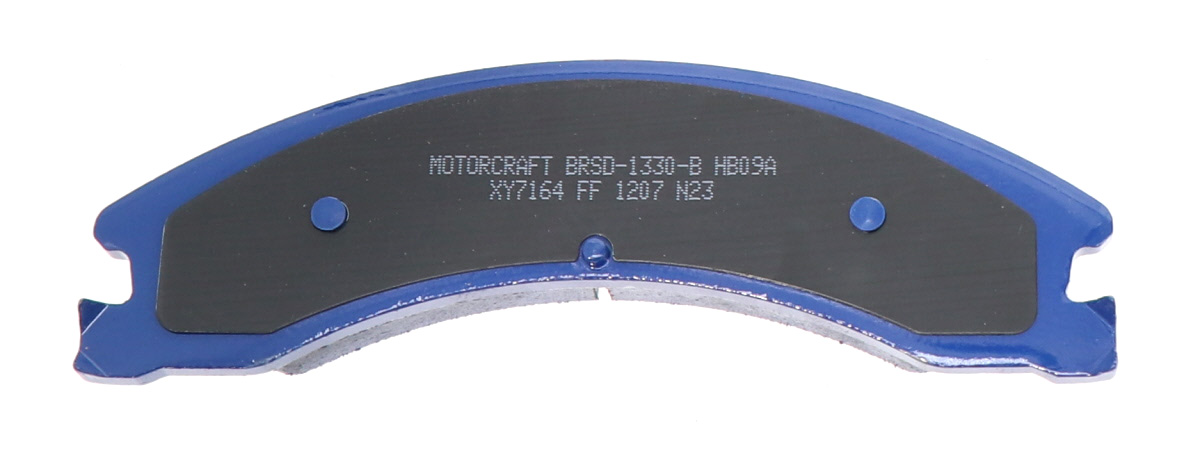 MOTORCRAFT BRSD-1330-B HB09A
XY7164 FF 1207 N23